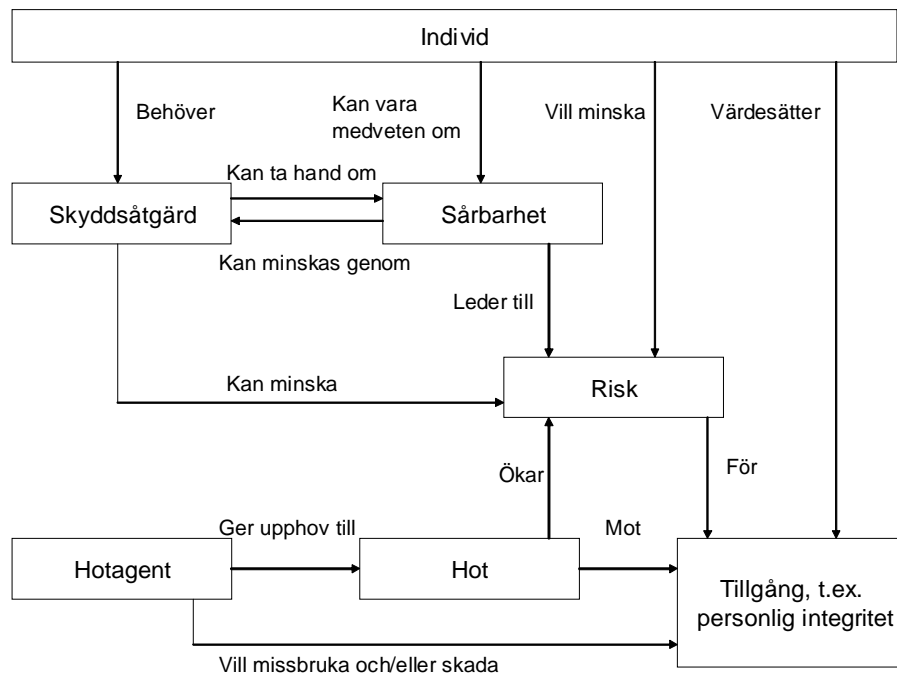 Individ
Behöver
Kan vara
medveten om
Vill minska
Värdesätter
Kan ta hand om
Skyddsåtgärd
Sårbarhet
Kan minskas genom
Leder till
Kan minska
Risk
Ökar
För
Ger upphov till
Mot
Hotagent
Hot
Tillgång, t.ex.
personlig integritet
Vill missbruka och/eller skada